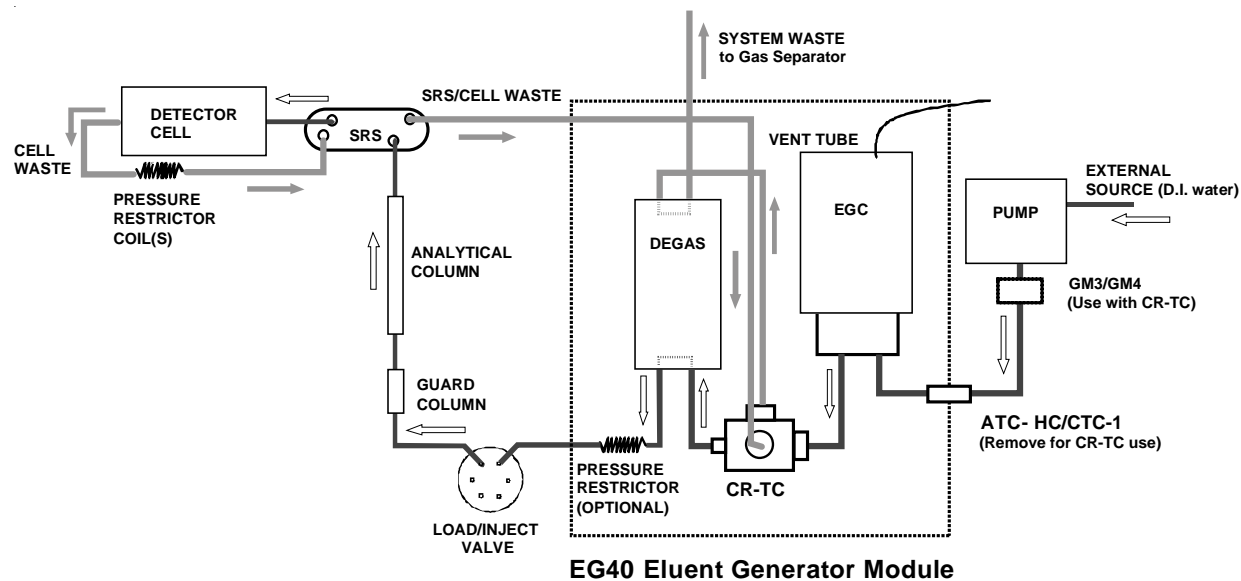 SYSTEM WASTE
to Gas Separator
SRS/CELL WASTE
DETECTOR
CELL
SRS
CELL
WASTE
PRESSURE
RESTRICTOR
COIL(S)
VENT TUBE
EGC
EXTERNAL
SOURCE (D.I. water)
PUMP
DEGAS
ANALYTICAL
COLUMN
GM3/GM4
(Use with CR-TC)
GUARD
COLUMN
ATC- HC/CTC-1
(Remove for CR-TC use)
PRESSURE
RESTRICTOR
(OPTIONAL)
CR-TC
LOAD/INJECT
VALVE
EG40 Eluent Generator Module